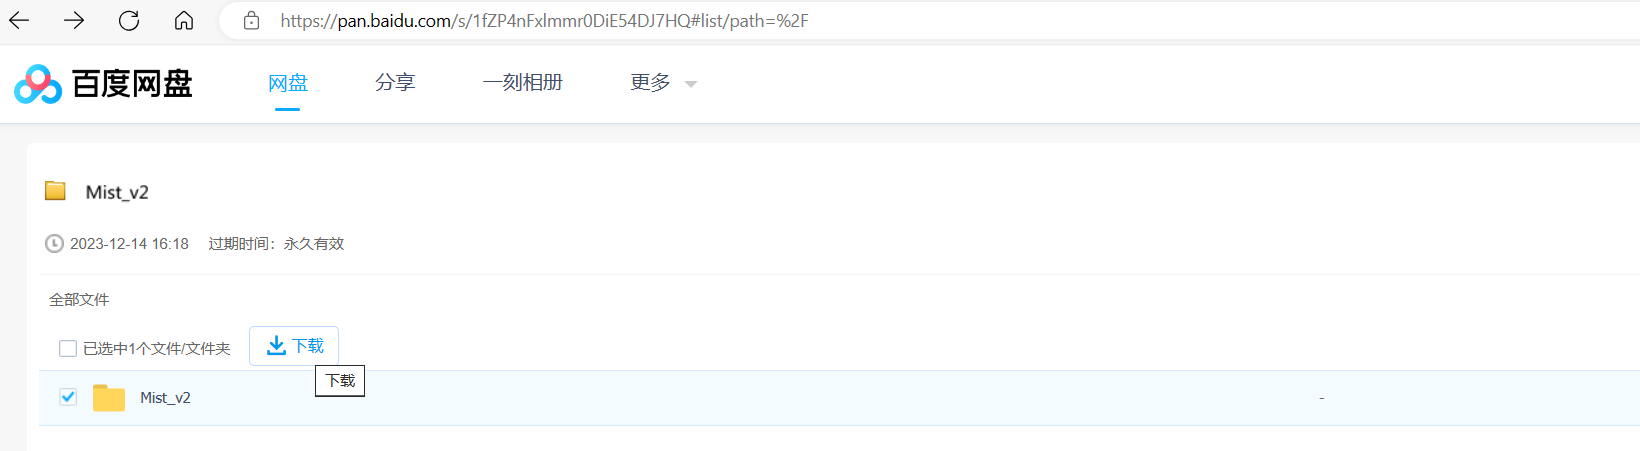 https://pan.baidu.com/s/1fZP4nFxlmmr0DiE54DJ7HQ#list/path=%2F
百度网盘 网盘 分享 一刻相册 更多
Mist_v2
2023-12-14 16:18 过期时间：永久有效
全部文件
已选中1个文件/文件夹 下载
下载
Mist_v2 -